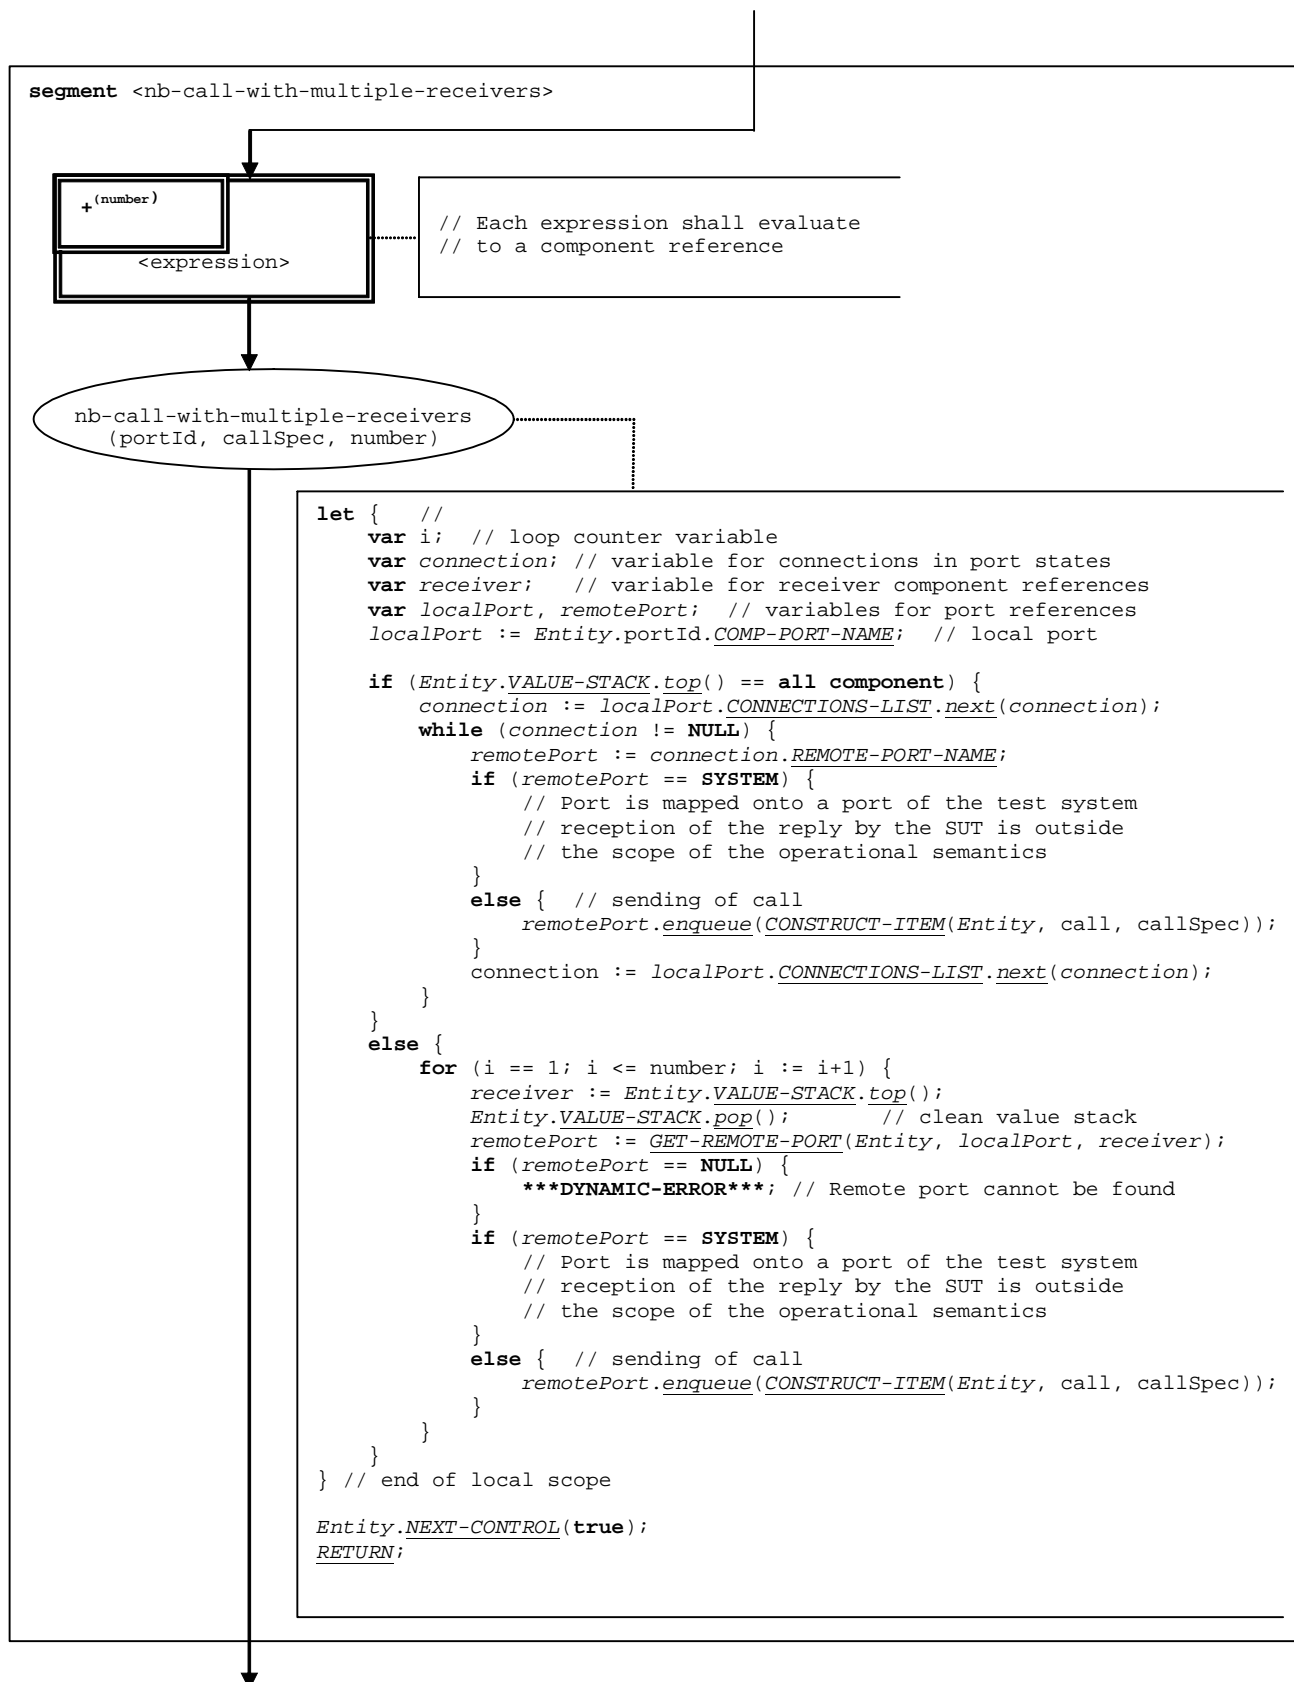 segment <nb-call-with-multiple-receivers>
+(number)
<expression>
// Each expression shall evaluate
// to a component reference
nb-call-with-multiple-receivers
(portId, callSpec, number)
let {   //
    var i;  // loop counter variable
    var connection; // variable for connections in port states
    var receiver;   // variable for receiver component references
    var localPort, remotePort;  // variables for port references
    localPort := Entity.portId.COMP-PORT-NAME;  // local port
    if (Entity.VALUE-STACK.top() == all component) {
        connection := localPort.CONNECTIONS-LIST.next(connection);
        while (connection != NULL) {
            remotePort := connection.REMOTE-PORT-NAME;
            if (remotePort == SYSTEM) {
                // Port is mapped onto a port of the test system
                // reception of the reply by the SUT is outside
                // the scope of the operational semantics
            }
            else {  // sending of call
                remotePort.enqueue(CONSTRUCT-ITEM(Entity, call, callSpec));
            }
            connection := localPort.CONNECTIONS-LIST.next(connection);
        }
    }
    else {
        for (i == 1; i <= number; i := i+1) {
            receiver := Entity.VALUE-STACK.top();
            Entity.VALUE-STACK.pop();       // clean value stack
            remotePort := GET-REMOTE-PORT(Entity, localPort, receiver);
            if (remotePort == NULL) {
                ***DYNAMIC-ERROR***; // Remote port cannot be found
            }
            if (remotePort == SYSTEM) {
                // Port is mapped onto a port of the test system
                // reception of the reply by the SUT is outside
                // the scope of the operational semantics
            }
            else {  // sending of call
                remotePort.enqueue(CONSTRUCT-ITEM(Entity, call, callSpec));
            }
        }
    }
} // end of local scope
Entity.NEXT-CONTROL(true);
RETURN;